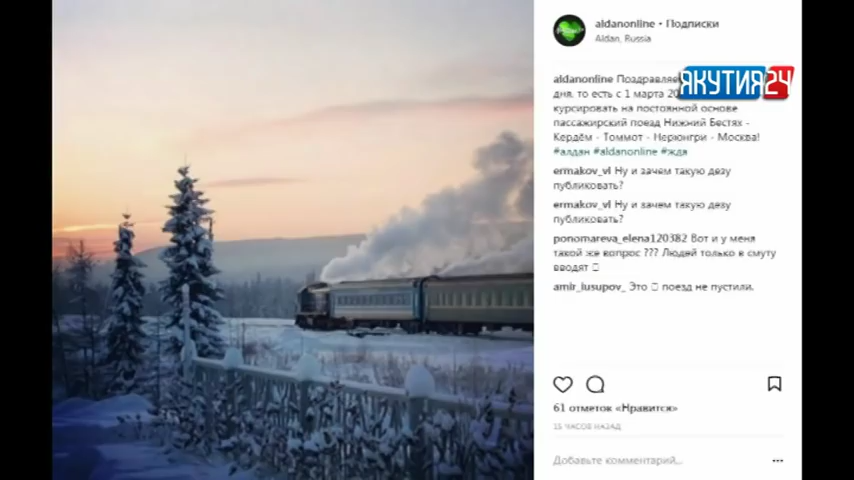 aldanonline • Подписки
Aldan, Russia
ЯКУТИЯ24
aldanonline Поздравляе
дня, то есть с 1 марта 20
курсировать на постоянной основе
пассажирский поезд Нижний Бестях -
Кердём - Томмот - Нерюнгри - Москва!
#алдан #aldanonline #ждя
ermakov_vl Ну и зачем такую дезу
публиковать?
ermakov_vl Ну и зачем такую дезу
публиковать?
ponomareva_elena120382 Вот и у меня
такой же вопрос ??? Людей только в смуту
вводят
amir_iusupov_ Это поезд не пустили.
61 отметок «Нравится»
15 ЧАСОВ НАЗАД
Добавьте комментарий...